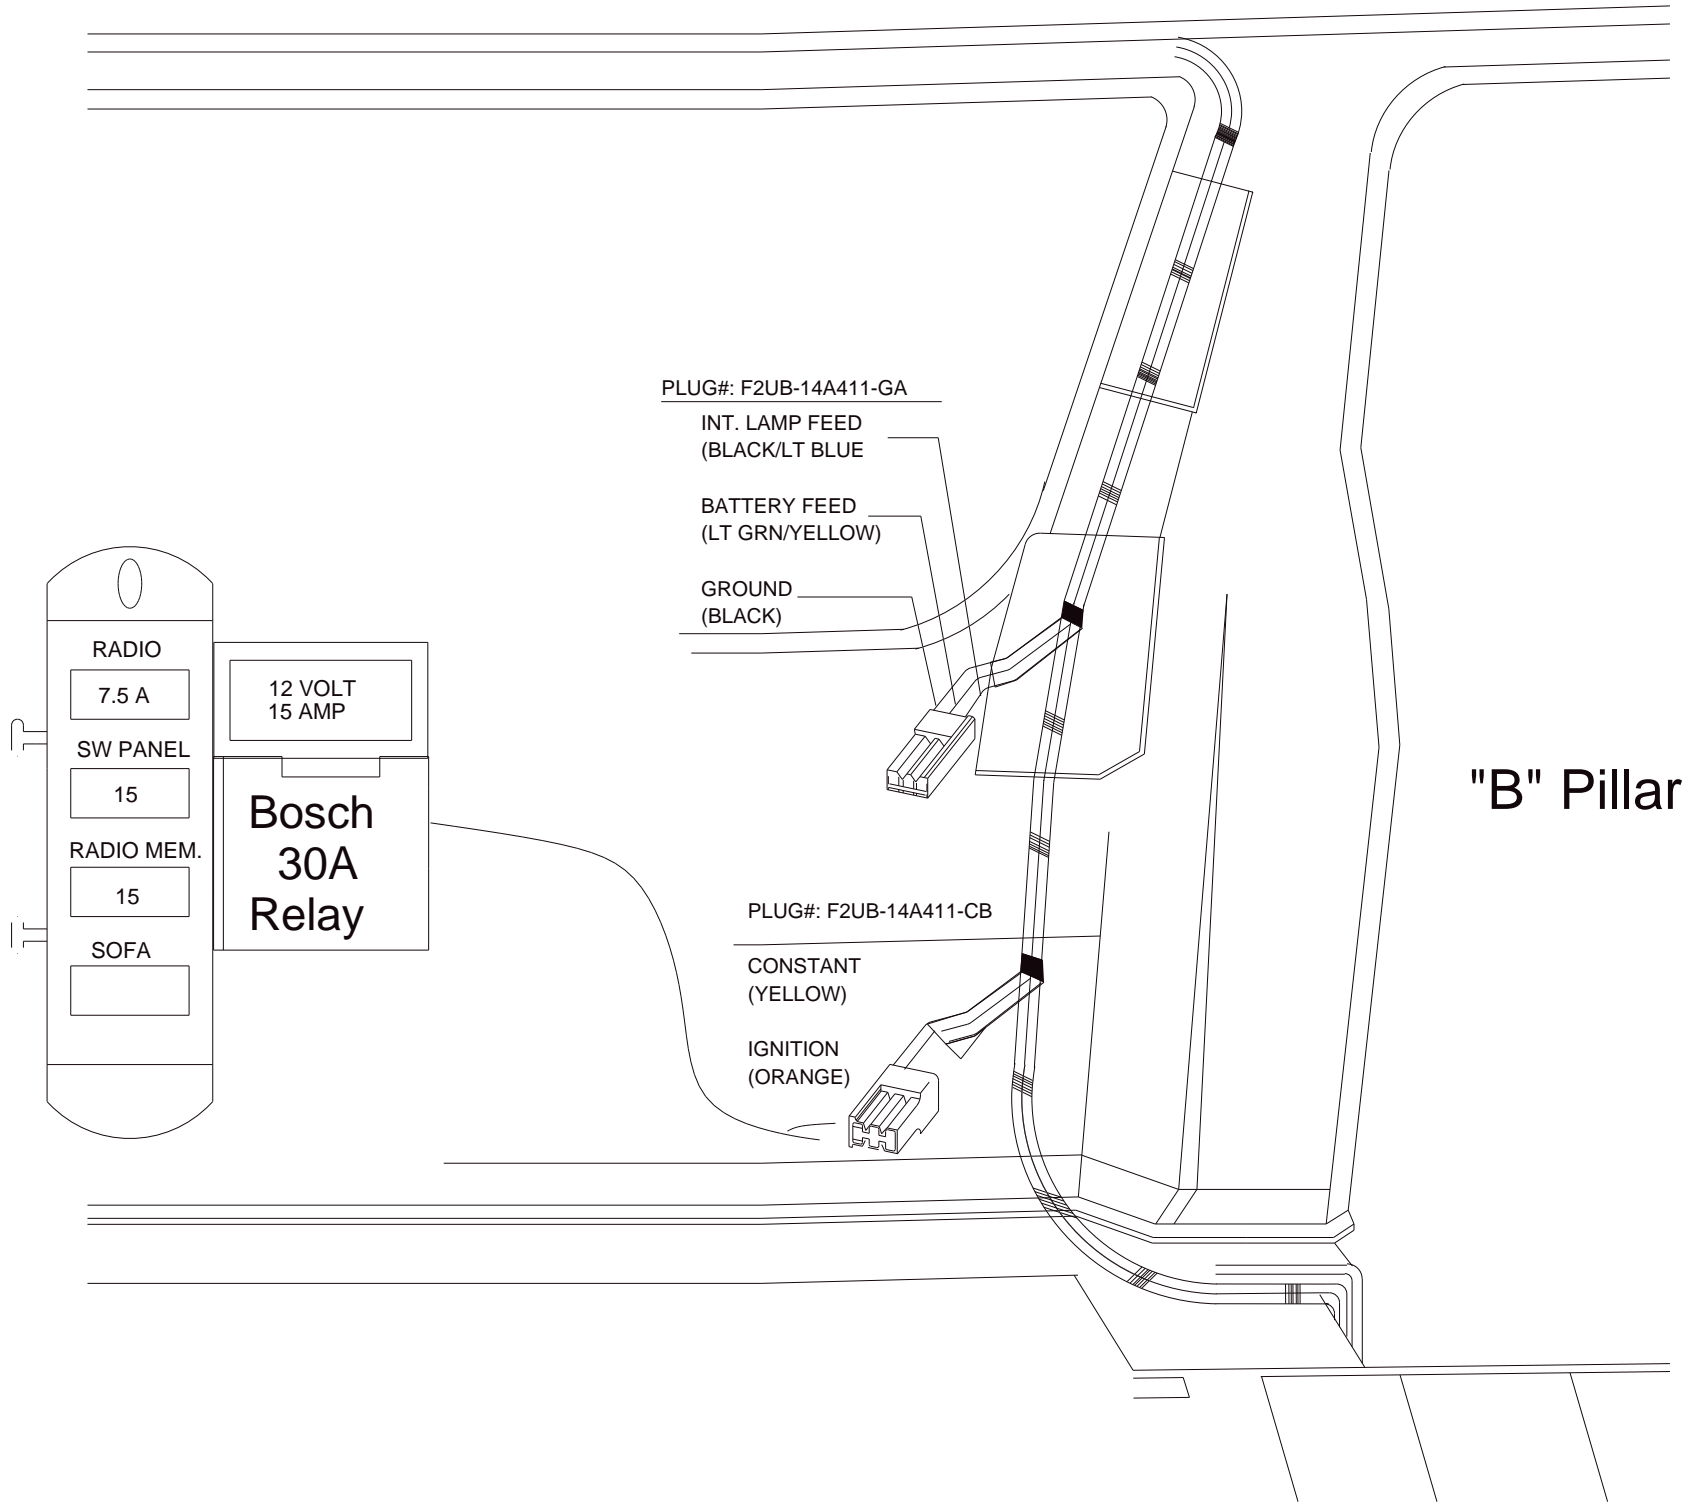 PLUG#: F2UB-14A411-GA
INT. LAMP FEED
(BLACK/LT BLUE
BATTERY FEED
(LT GRN/YELLOW)
GROUND
(BLACK)
RADIO
7.5 A
SW PANEL
15
RADIO MEM.
15
SOFA
12 VOLT
15 AMP
Bosch
30A
Relay
"B" Pillar
PLUG#: F2UB-14A411-CB
CONSTANT
(YELLOW)
IGNITION
(ORANGE)